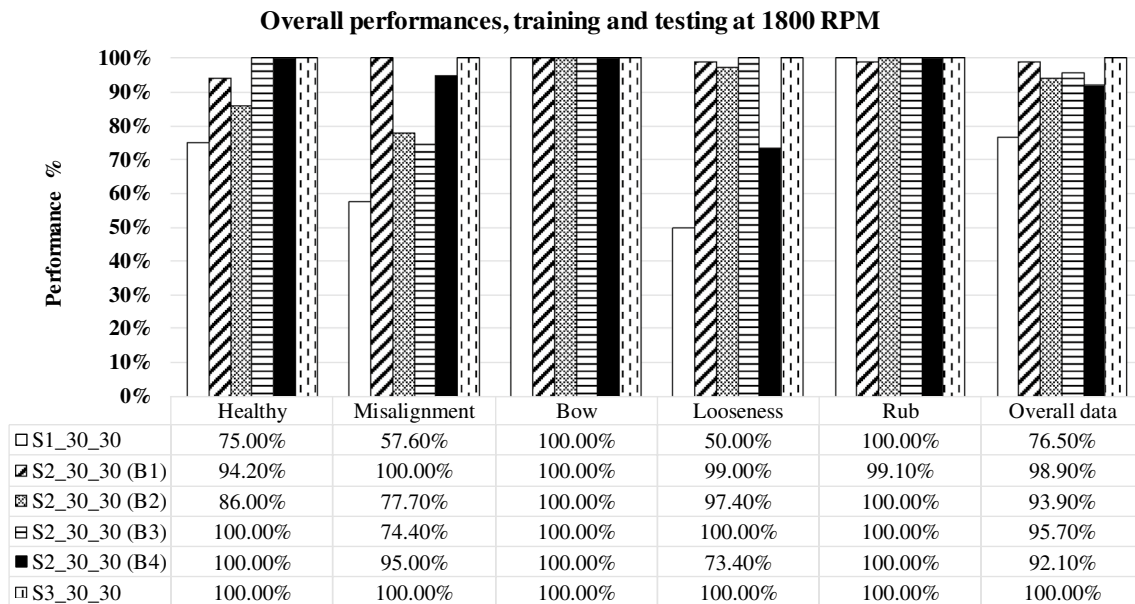 Overall performances, training and testing at 1800 RPM
Performance %
100%
90%
80%
70%
60%
50%
40%
30%
20%
10%
0%
Healthy Misalignment Bow Looseness Rub Overall data
S1_30_30 75.00% 57.60% 100.00% 50.00% 100.00% 76.50%
S2_30_30 (B1) 94.20% 100.00% 100.00% 99.00% 99.10% 98.90%
S2_30_30 (B2) 86.00% 77.70% 100.00% 97.40% 100.00% 93.90%
S2_30_30 (B3) 100.00% 74.40% 100.00% 100.00% 100.00% 95.70%
S2_30_30 (B4) 100.00% 95.00% 100.00% 73.40% 100.00% 92.10%
S3_30_30 100.00% 100.00% 100.00% 100.00% 100.00% 100.00%